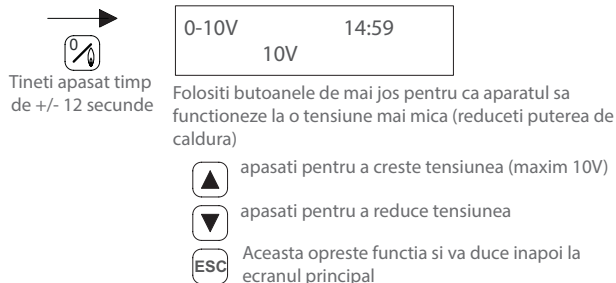 0-10V 14:59
10V
0
Tineti apasat timp
de +/- 12 secunde
Folositi butoanele de mai jos pentru ca aparatul sa
functioneze la o tensiune mai mica (reduceti puterea de
caldura)
apasati pentru a creste tensiunea (maxim 10V)
apasati pentru a reduce tensiunea
ESC
Aceasta opreste functia si va duce inapoi la
ecranul principal